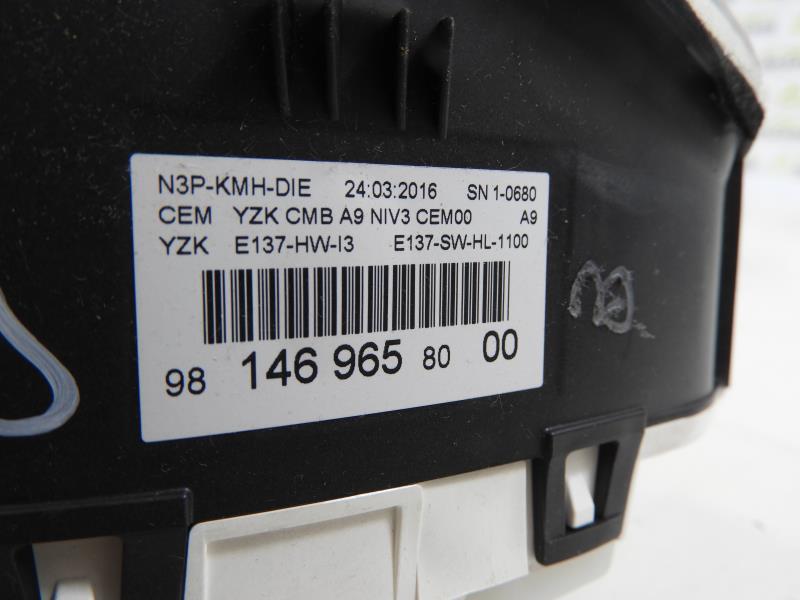 N3P-KMH-DIE 24:03:2016 SN 1-0680
CEM YZK CMB A9 NIV3 CEM00 A9
YZK E137-HW-I3 E137-SW-HL-1100
98 146 965 80 00